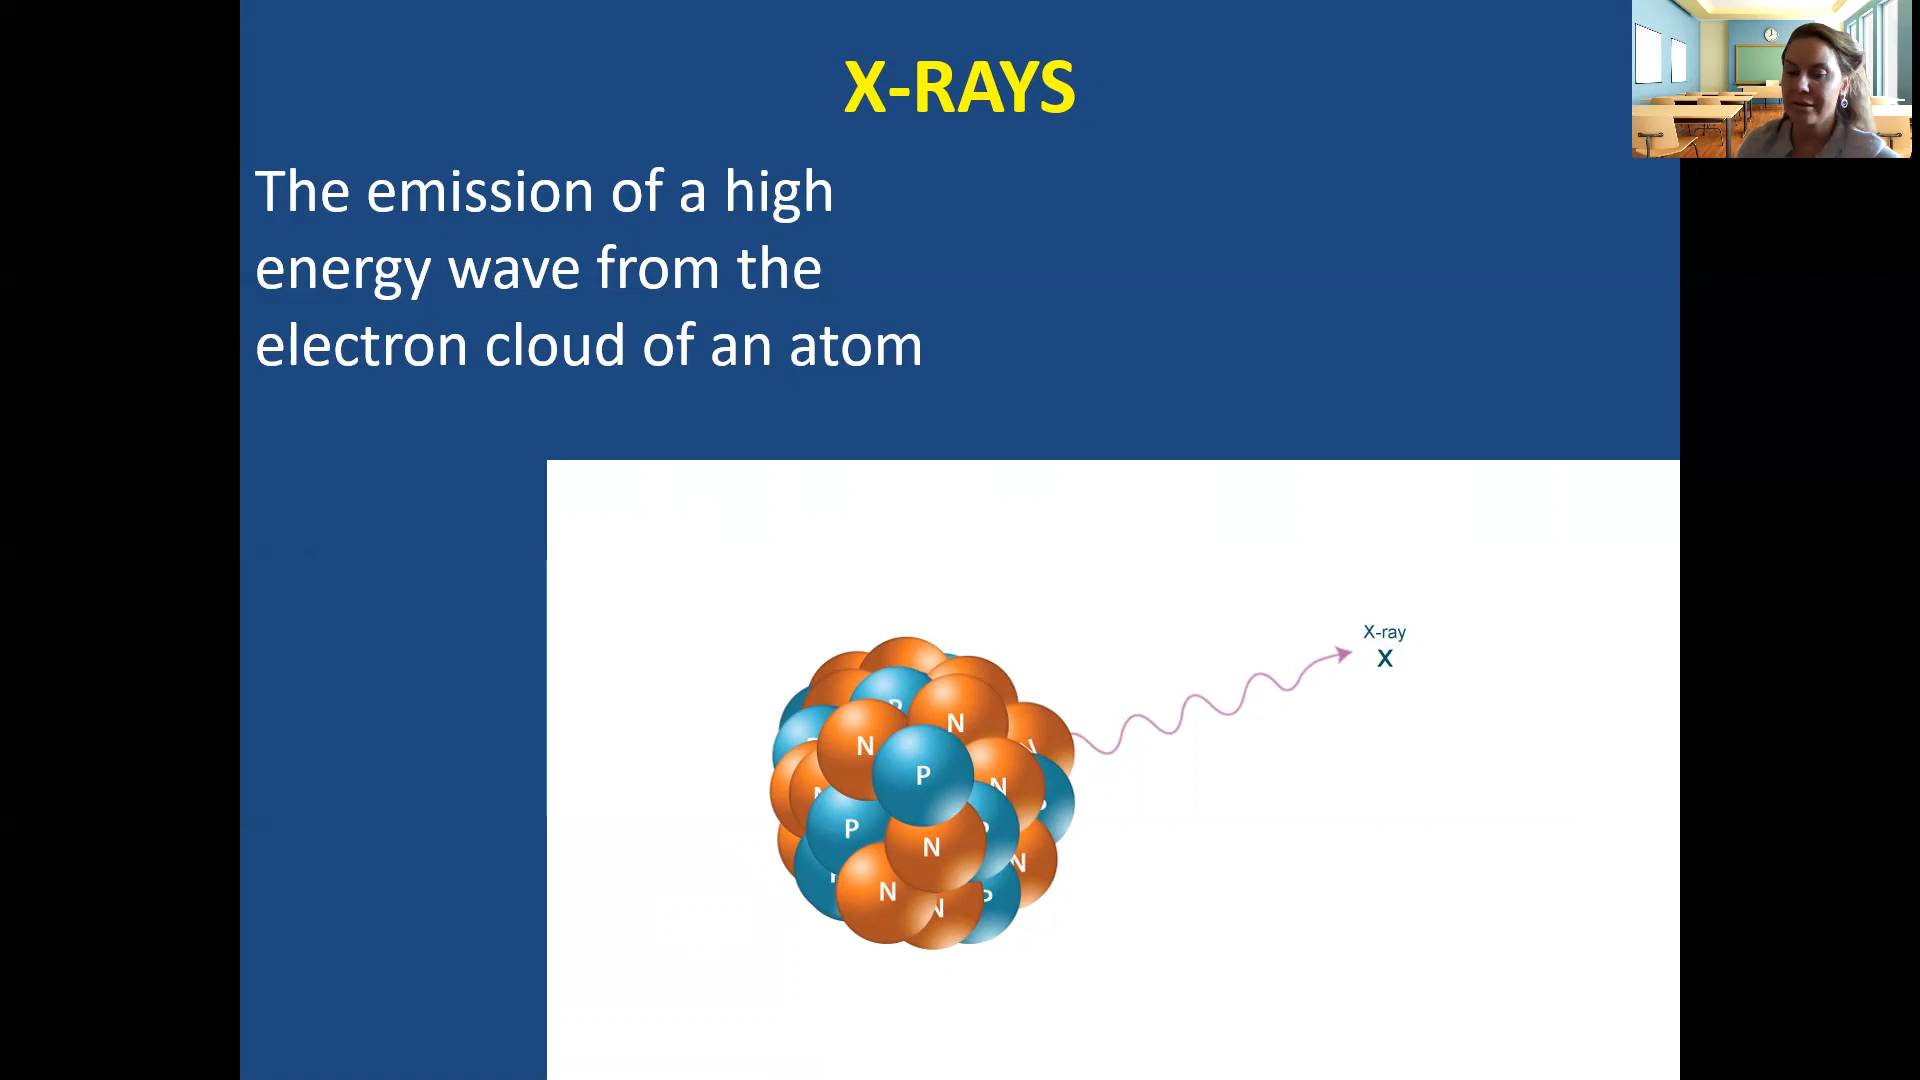 X-RAYS
The emission of a high
energy wave from the
electron cloud of an atom
X-ray
X
N
N
P
N
P
N
N
N
P
N